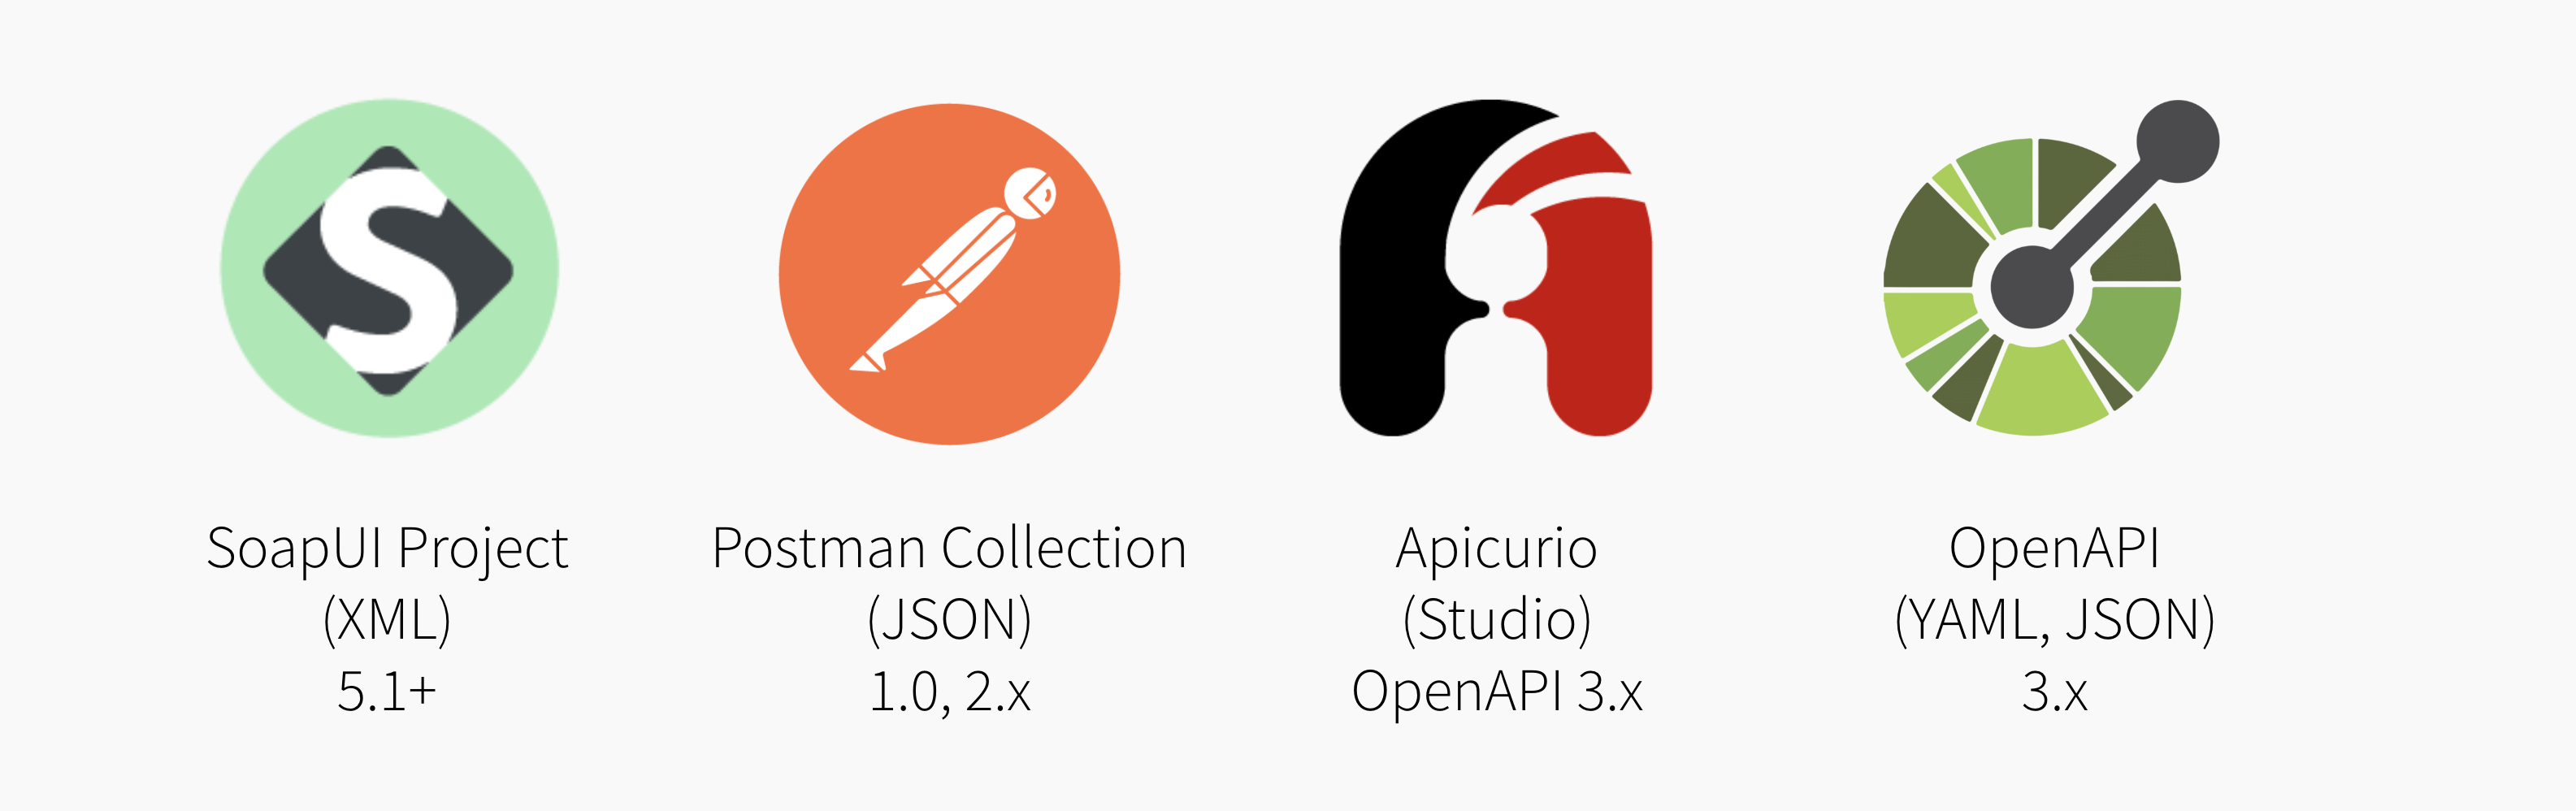 S
SoapUI Project
(XML)
5.1+
Postman Collection
(JSON)
1.0, 2.x
Apicurio
(Studio)
OpenAPI 3.x
OpenAPI
(YAML, JSON)
3.x